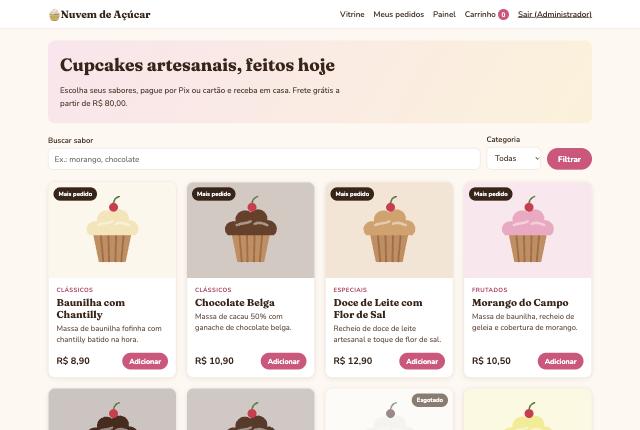 Nuvem de Açúcar
Vitrine Meus pedidos Painel Carrinho 0 Sair (Administrador)
Cupcakes artesanais, feitos hoje
Escolha seus sabores, pague por Pix ou cartão e receba em casa. Frete grátis a
partir de R$ 80,00.
Buscar sabor
Categoria
Ex.: morango, chocolate
Todas
Filtrar
Mais pedido
CLÁSSICOS
Baunilha com
Chantilly
Massa de baunilha fofinha com
chantilly batido na hora.
R$ 8,90 Adicionar
Mais pedido
CLÁSSICOS
Chocolate Belga
Massa de cacau 50% com
ganache de chocolate belga.
R$ 10,90 Adicionar
Mais pedido
ESPECIAIS
Doce de Leite com
Flor de Sal
Recheio de doce de leite
artesanal e toque de flor de sal.
R$ 12,90 Adicionar
Mais pedido
FRUTADOS
Morango do Campo
Massa de baunilha, recheio de
geleia e cobertura de morango.
R$ 10,50 Adicionar
Esgotado